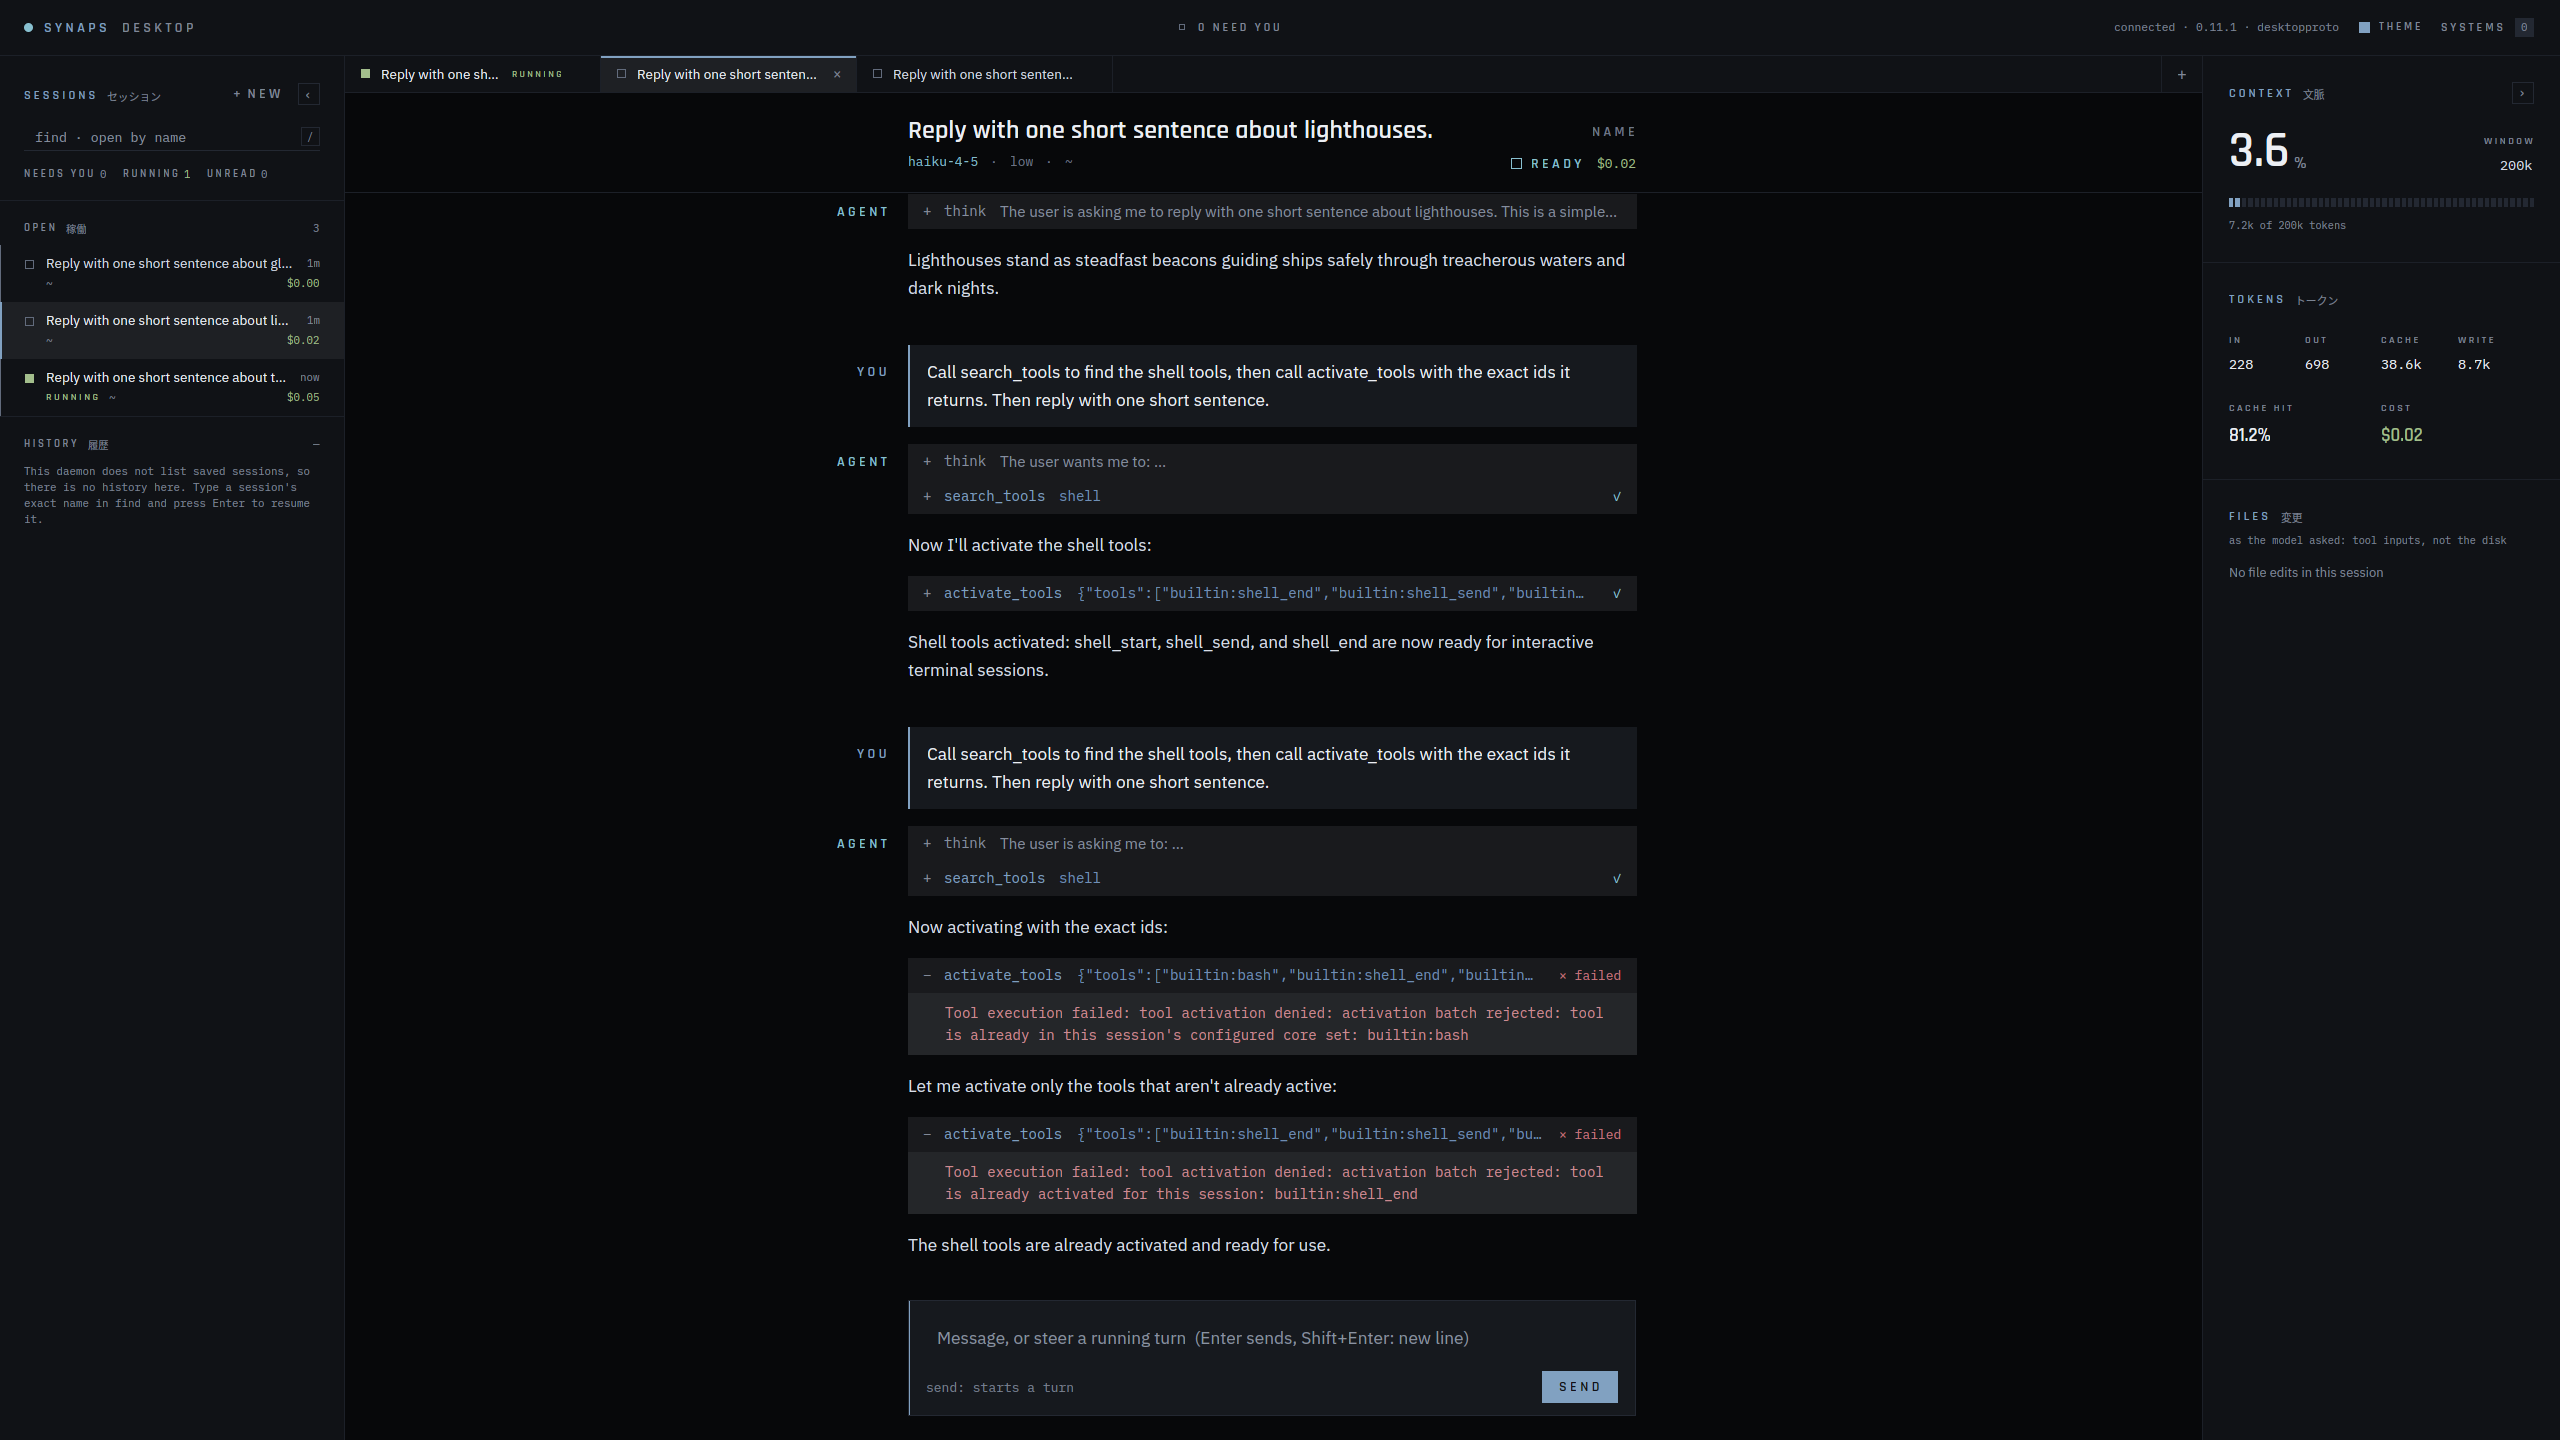 SYNAPS DESKTOP
0 NEED YOU
connected · 0.11.1 · desktopproto
THEME
SYSTEMS 0
SESSIONS セッション
+ NEW
‹
find · open by name
/
NEEDS YOU 0 RUNNING 1 UNREAD 0
OPEN 稼働 3
Reply with one short sentence about gl... 1m
~ $0.00
Reply with one short sentence about li... 1m
~ $0.02
Reply with one short sentence about t... now
RUNNING ~ $0.05
HISTORY 履歴 —
This daemon does not list saved sessions, so
there is no history here. Type a session's
exact name in find and press Enter to resume
it.
Reply with one sh... RUNNING
Reply with one short senten... ×
Reply with one short senten...
+
Reply with one short sentence about lighthouses.
NAME
haiku-4-5 · low · ~
READY $0.02
AGENT
+ think The user is asking me to reply with one short sentence about lighthouses. This is a simple...
Lighthouses stand as steadfast beacons guiding ships safely through treacherous waters and
dark nights.
YOU
Call search_tools to find the shell tools, then call activate_tools with the exact ids it
returns. Then reply with one short sentence.
AGENT
+ think The user wants me to: ...
+ search_tools shell ✓
Now I'll activate the shell tools:
+ activate_tools {"tools":["builtin:shell_end","builtin:shell_send","builtin… ✓
Shell tools activated: shell_start, shell_send, and shell_end are now ready for interactive
terminal sessions.
YOU
Call search_tools to find the shell tools, then call activate_tools with the exact ids it
returns. Then reply with one short sentence.
AGENT
+ think The user is asking me to: ...
+ search_tools shell ✓
Now activating with the exact ids:
− activate_tools {"tools":["builtin:bash","builtin:shell_end","builtin… × failed
Tool execution failed: tool activation denied: activation batch rejected: tool
is already in this session's configured core set: builtin:bash
Let me activate only the tools that aren't already active:
− activate_tools {"tools":["builtin:shell_end","builtin:shell_send","bu… × failed
Tool execution failed: tool activation denied: activation batch rejected: tool
is already activated for this session: builtin:shell_end
The shell tools are already activated and ready for use.
Message, or steer a running turn (Enter sends, Shift+Enter: new line)
send: starts a turn
SEND
CONTEXT 文脈
›
3.6 %
WINDOW
200k
7.2k of 200k tokens
TOKENS トークン
IN OUT CACHE WRITE
228 698 38.6k 8.7k
CACHE HIT COST
81.2% $0.02
FILES 変更
as the model asked: tool inputs, not the disk
No file edits in this session